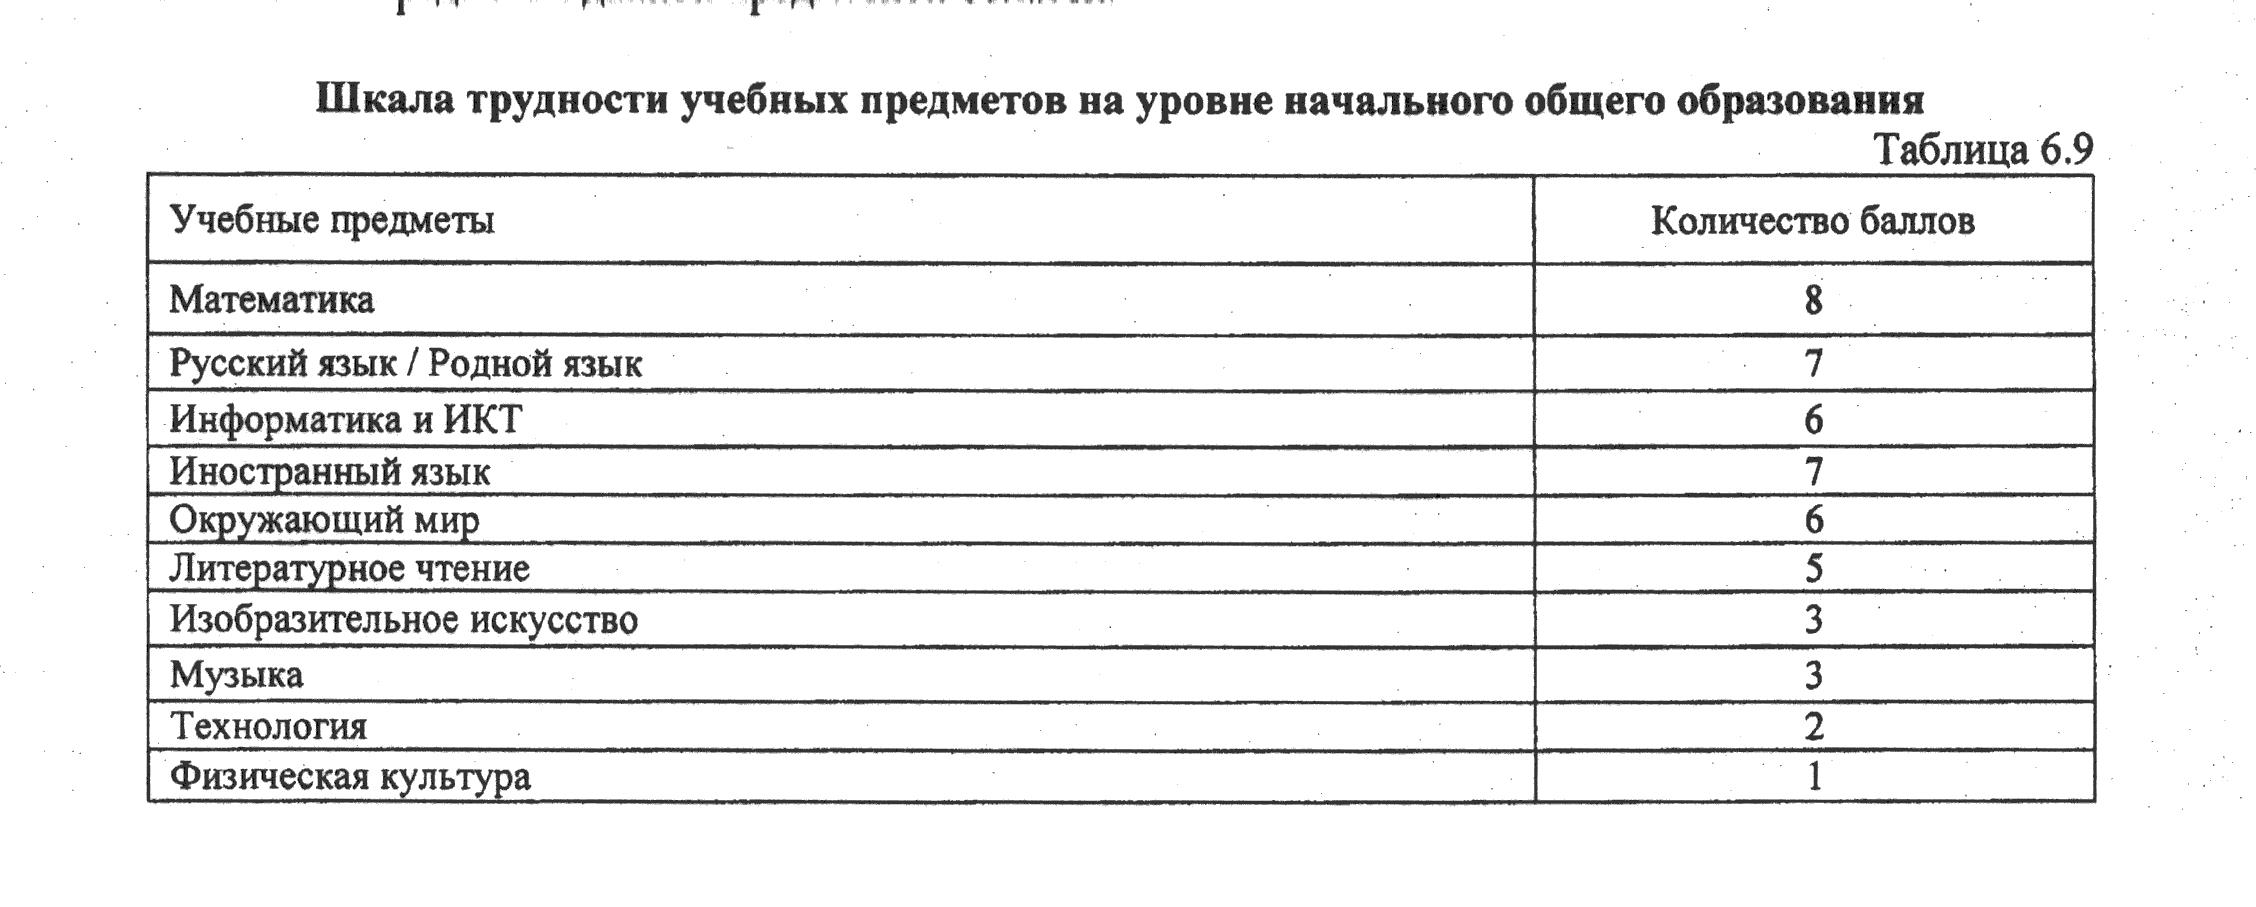 Шкала трудности учебных предметов на уровне начального общего образования
Таблица 6.9
Учебные предметы Количество баллов
Математика 8
Русский язык / Родной язык 7
Информатика и ИКТ 6
Иностранный язык 7
Окружающий мир 6
Литературное чтение 5
Изобразительное искусство 3
Музыка 3
Технология 2
Физическая культура 1